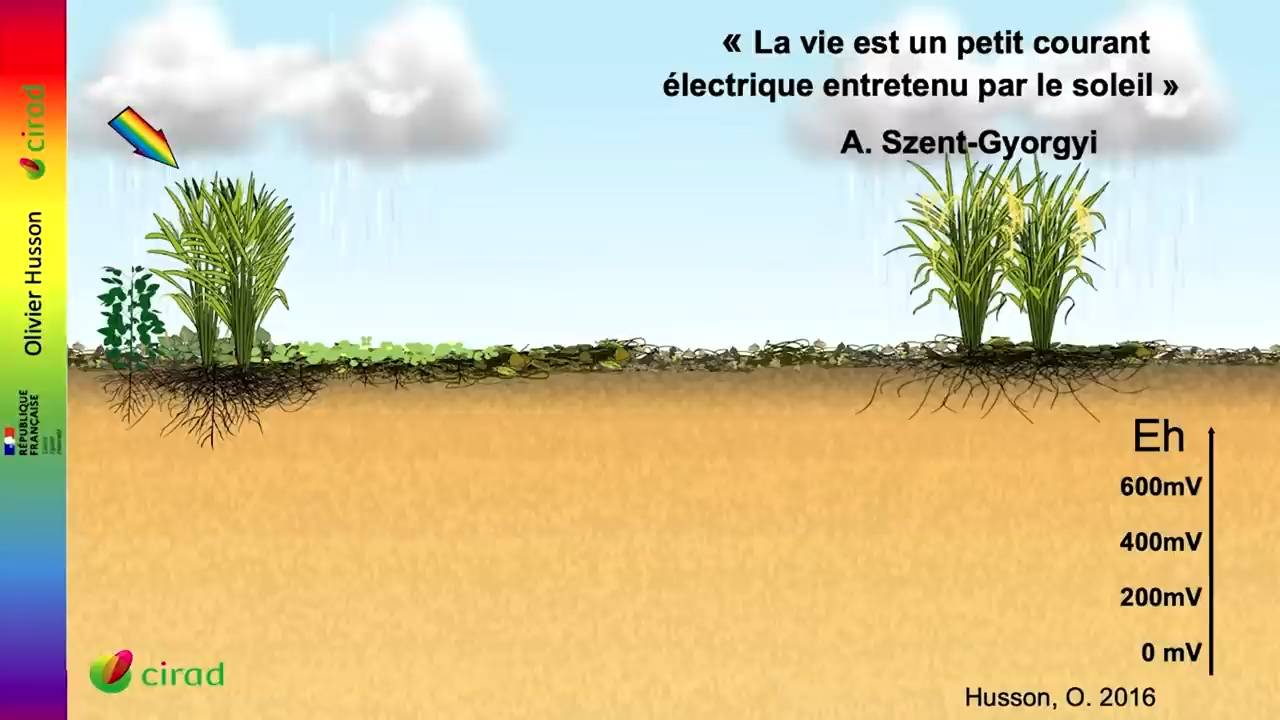 « La vie est un petit courant
électrique entretenu par le soleil »
A. Szent-Gyorgyi
cirad
Olivier Husson
RÉPUBLIQUE
FRANÇAISE
Eh
600mV
400mV
200mV
0 mV
cirad
Husson, O. 2016